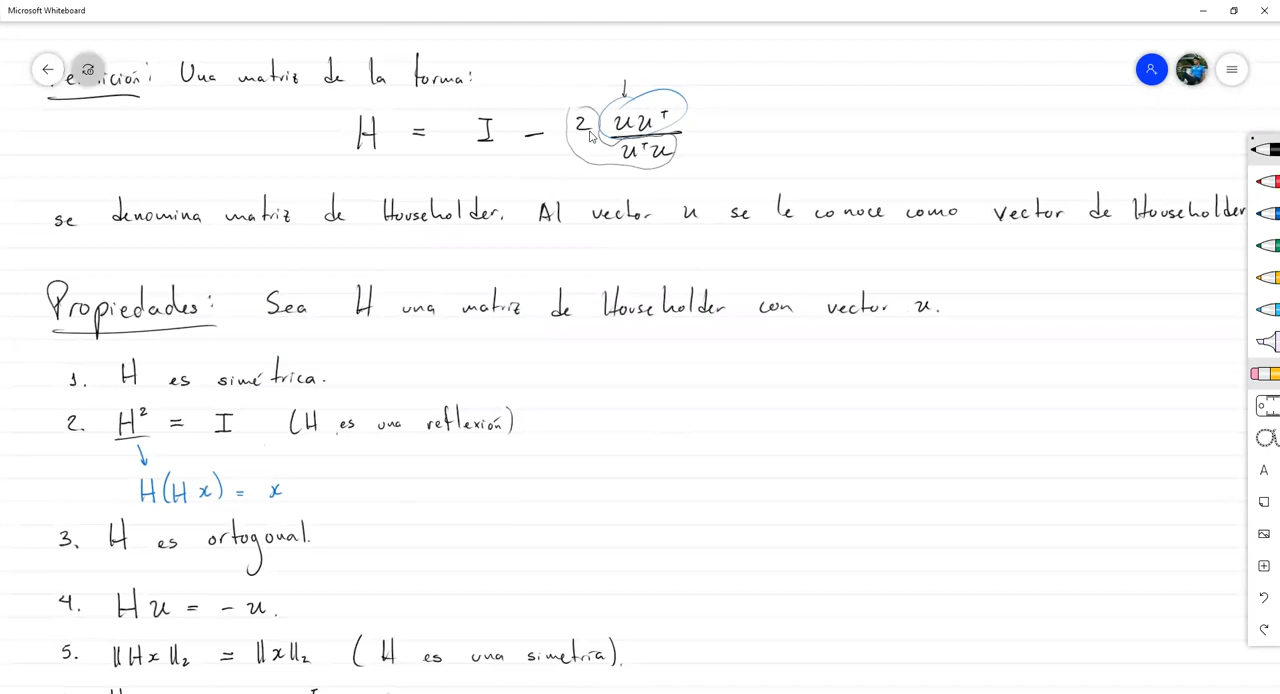 Microsoft Whiteboard
Una matriz de la forma:
H = I - 2 uuᵀ / uᵀu
se denomina matriz de Householder. Al vector u se le conoce como vector de Householder
Propiedades: Sea H una matriz de Householder con vector u.
1. H es simétrica.
2. H² = I (H es una reflexión)
H(Hx) = x
3. H es ortogonal.
4. Hu = -u.
5. ||Hx||₂ = ||x||₂ (H es una simetría).